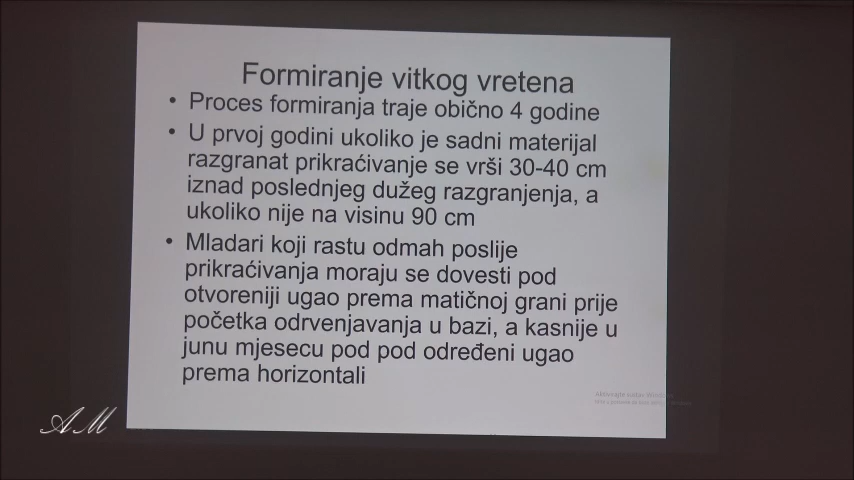 Formiranje vitkog vretena
• Proces formiranja traje obično 4 godine
• U prvoj godini ukoliko je sadni materijal
razgranat prikraćivanje se vrši 30-40 cm
iznad poslednjeg dužeg razgranjenja, a
ukoliko nije na visinu 90 cm
• Mladari koji rastu odmah poslije
prikraćivanja moraju se dovesti pod
otvoreniji ugao prema matičnoj grani prije
početka odrvenjavanja u bazi, a kasnije u
junu mjesecu pod pod određeni ugao
prema horizontali
AM